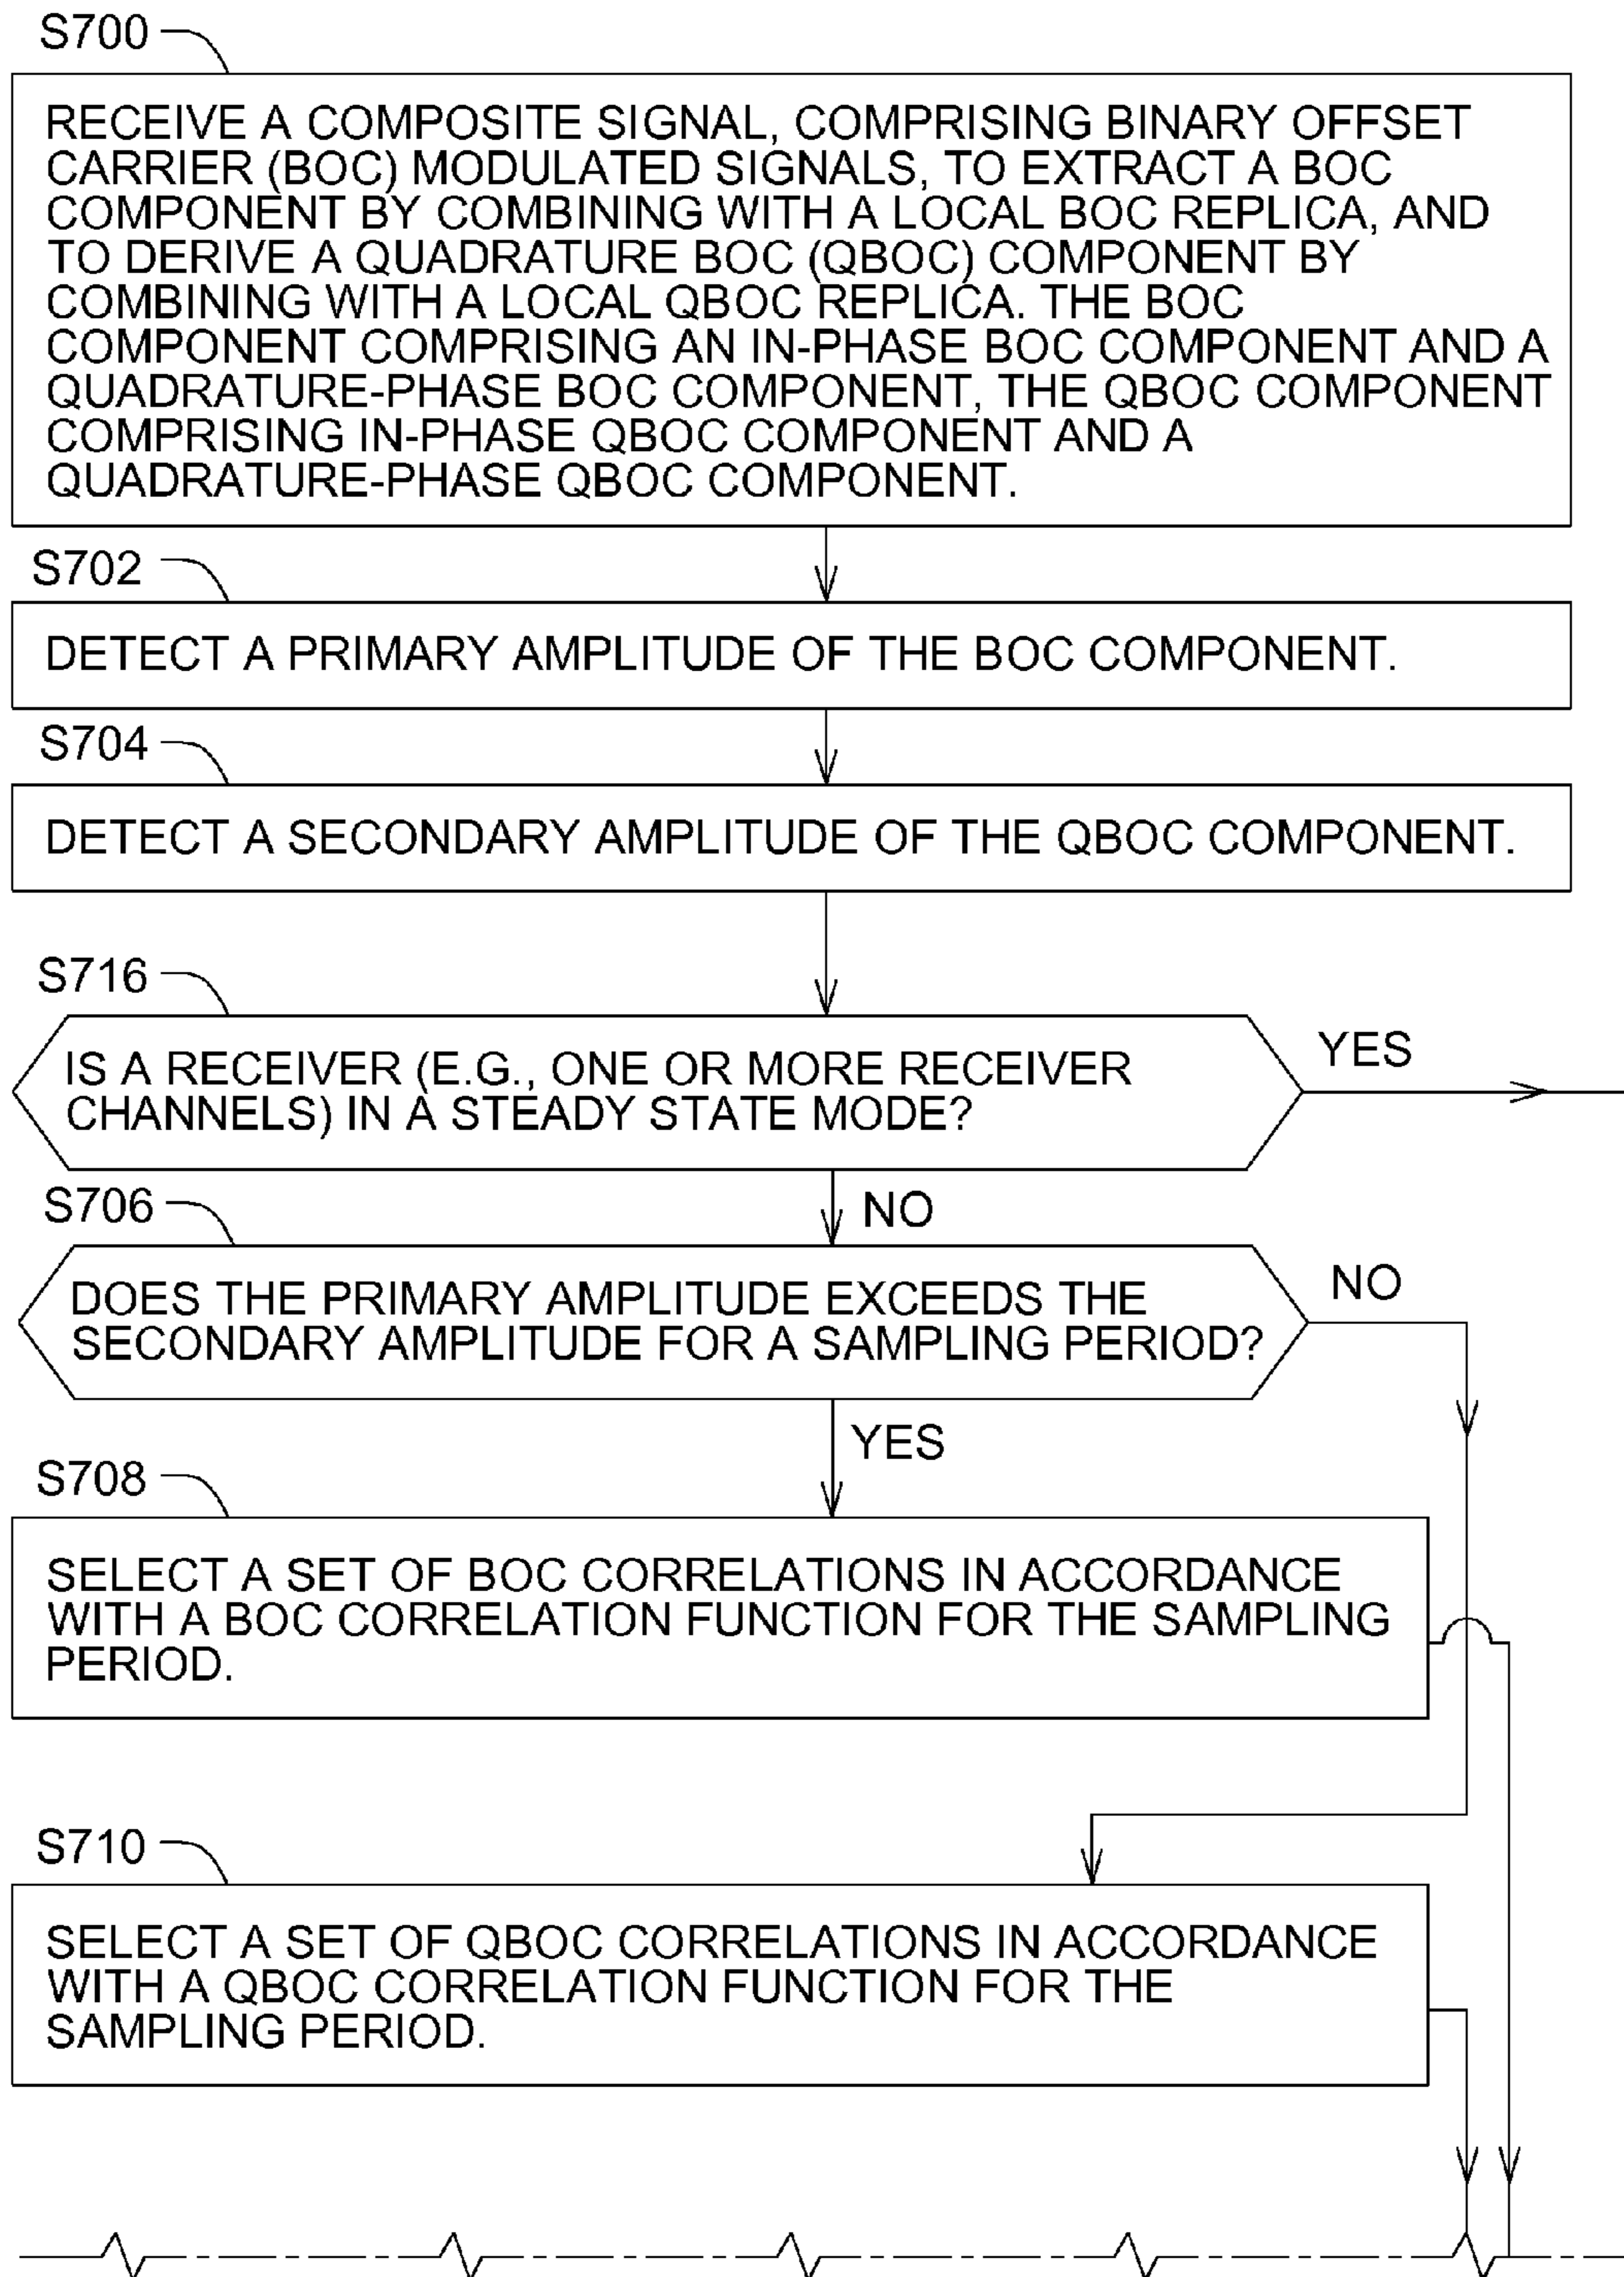 S700
RECEIVE A COMPOSITE SIGNAL, COMPRISING BINARY OFFSET
CARRIER (BOC) MODULATED SIGNALS, TO EXTRACT A BOC
COMPONENT BY COMBINING WITH A LOCAL BOC REPLICA, AND
TO DERIVE A QUADRATURE BOC (QBOC) COMPONENT BY
COMBINING WITH A LOCAL QBOC REPLICA. THE BOC
COMPONENT COMPRISING AN IN-PHASE BOC COMPONENT AND A
QUADRATURE-PHASE BOC COMPONENT, THE QBOC COMPONENT
COMPRISING IN-PHASE QBOC COMPONENT AND A
QUADRATURE-PHASE QBOC COMPONENT.
S702
DETECT A PRIMARY AMPLITUDE OF THE BOC COMPONENT.
S704
DETECT A SECONDARY AMPLITUDE OF THE QBOC COMPONENT.
S716
IS A RECEIVER (E.G., ONE OR MORE RECEIVER
CHANNELS) IN A STEADY STATE MODE?
YES
NO
S706
DOES THE PRIMARY AMPLITUDE EXCEEDS THE
SECONDARY AMPLITUDE FOR A SAMPLING PERIOD?
NO
YES
S708
SELECT A SET OF BOC CORRELATIONS IN ACCORDANCE
WITH A BOC CORRELATION FUNCTION FOR THE SAMPLING
PERIOD.
S710
SELECT A SET OF QBOC CORRELATIONS IN ACCORDANCE
WITH A QBOC CORRELATION FUNCTION FOR THE
SAMPLING PERIOD.